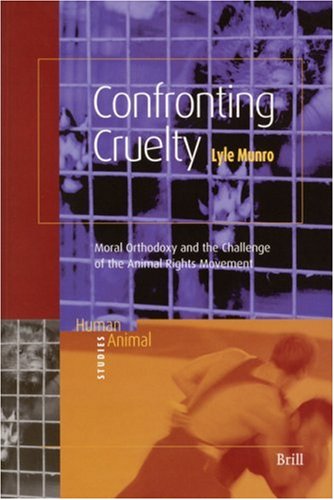 Confronting
Cruelty Lyle Munro
Moral Orthodoxy and the Challenge
of the Animal Rights Movement
Human
STUDIES Animal
Brill